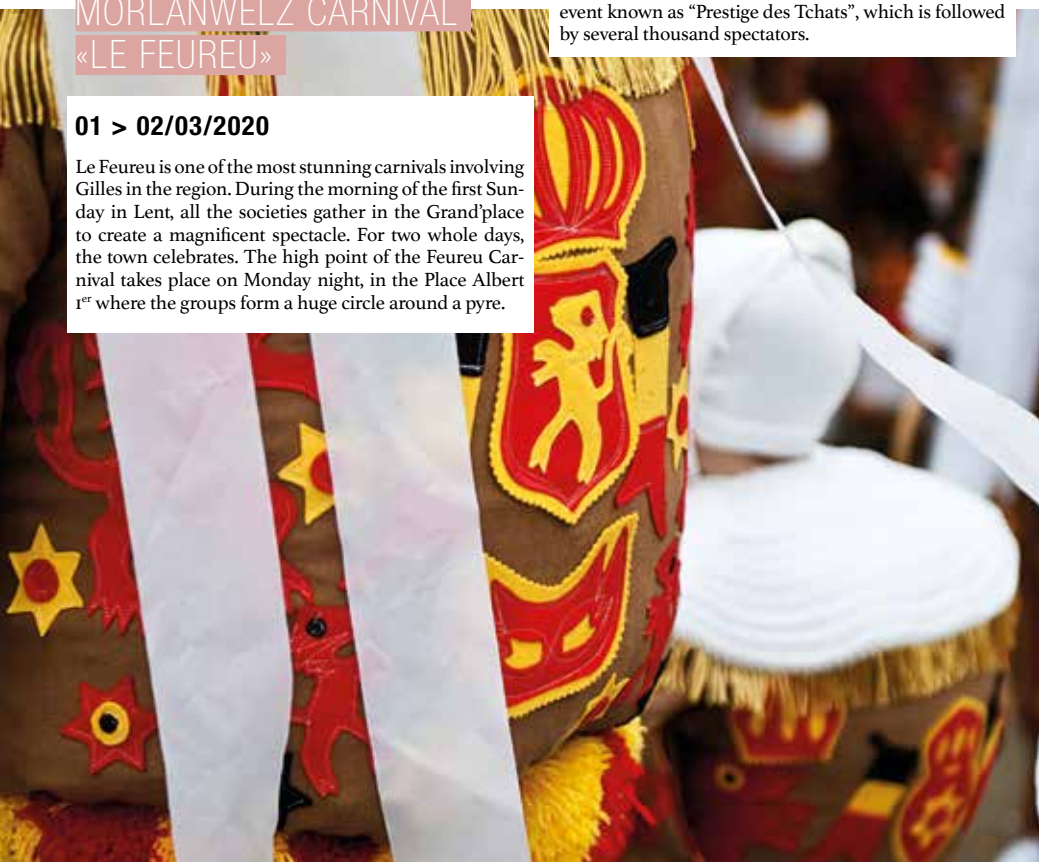 MORLANWELZ CARNIVAL
«LE FEUREU»
01 > 02/03/2020
Le Feureu is one of the most stunning carnivals involving
Gilles in the region. During the morning of the first Sun-
day in Lent, all the societies gather in the Grand’place
to create a magnificent spectacle. For two whole days,
the town celebrates. The high point of the Feureu Car-
nival takes place on Monday night, in the Place Albert
Iᵉʳ where the groups form a huge circle around a pyre.
event known as “Prestige des Tchats”, which is followed
by several thousand spectators.